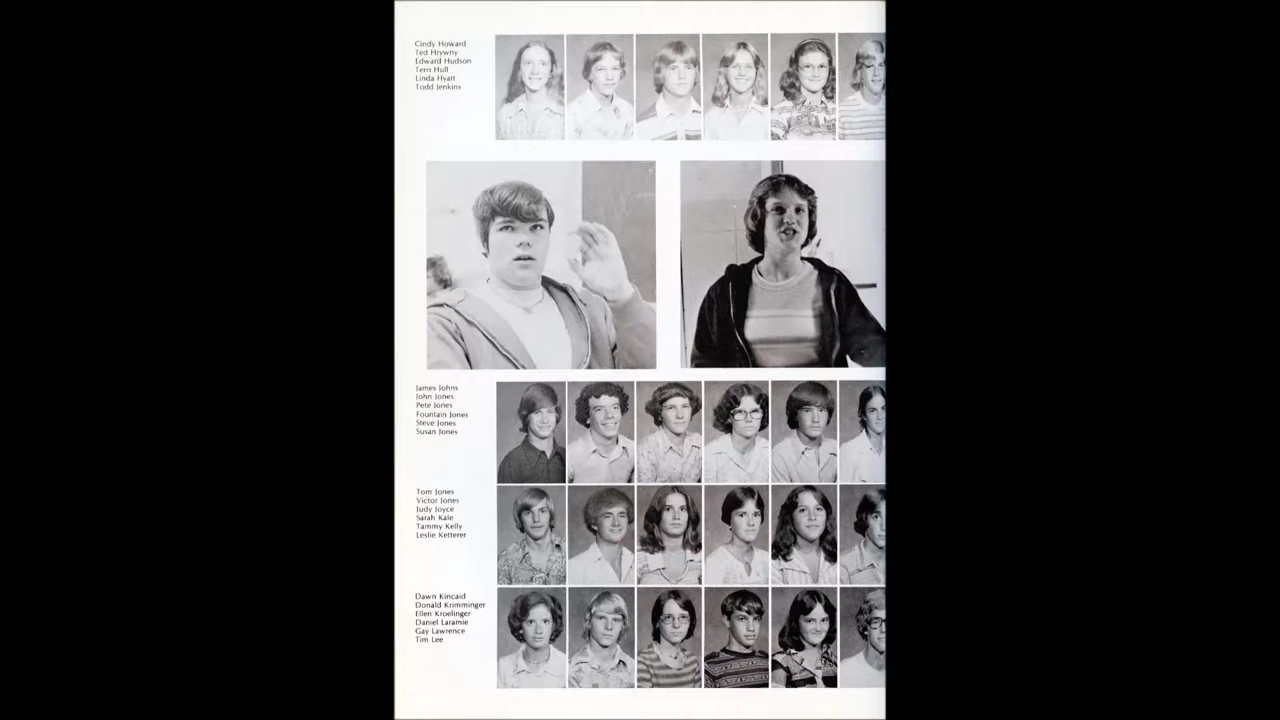 Cindy Howard
Ted Hrywny
Edward Hudson
Terri Hull
Linda Hyatt
Todd Jenkins
James Johns
John Jones
Pete Jones
Fountain Jones
Steve Jones
Susan Jones
Tom Jones
Victor Jones
Judy Joyce
Sarah Kale
Tammy Kelly
Leslie Ketterer
Dawn Kincaid
Donald Krimminger
Ellen Kroelinger
Daniel Laramie
Gay Lawrence
Tim Lee